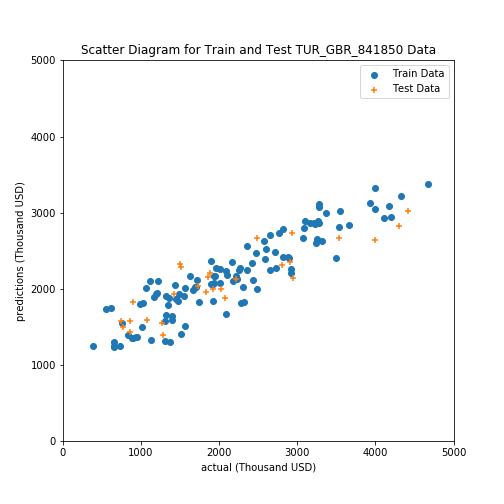 Scatter Diagram for Train and Test TUR_GBR_841850 Data
Train Data
Test Data
predictions (Thousand USD)
5000
4000
3000
2000
1000
0
0 1000 2000 3000 4000 5000
actual (Thousand USD)